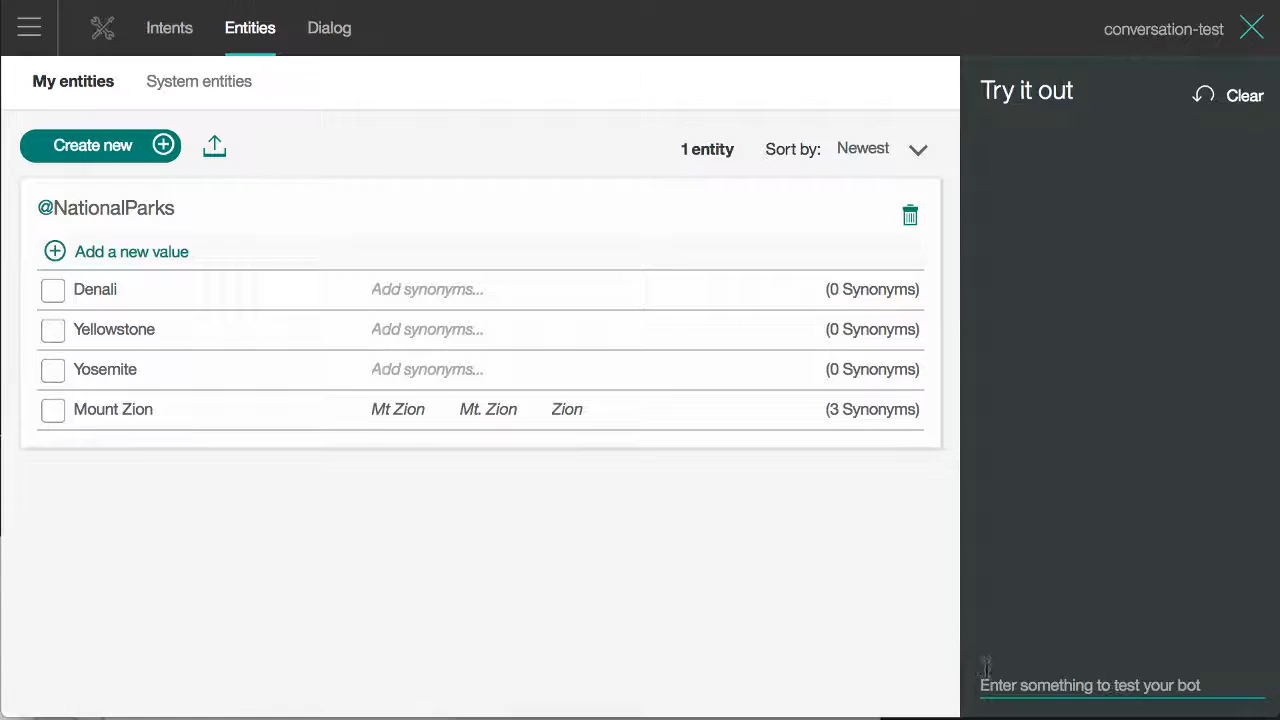 Intents Entities Dialog conversation-test
My entities System entities
Try it out Clear
Create new 1 entity Sort by: Newest
@NationalParks
Add a new value
Denali Add synonyms... (0 Synonyms)
Yellowstone Add synonyms... (0 Synonyms)
Yosemite Add synonyms... (0 Synonyms)
Mount Zion Mt Zion Mt. Zion Zion (3 Synonyms)
Enter something to test your bot